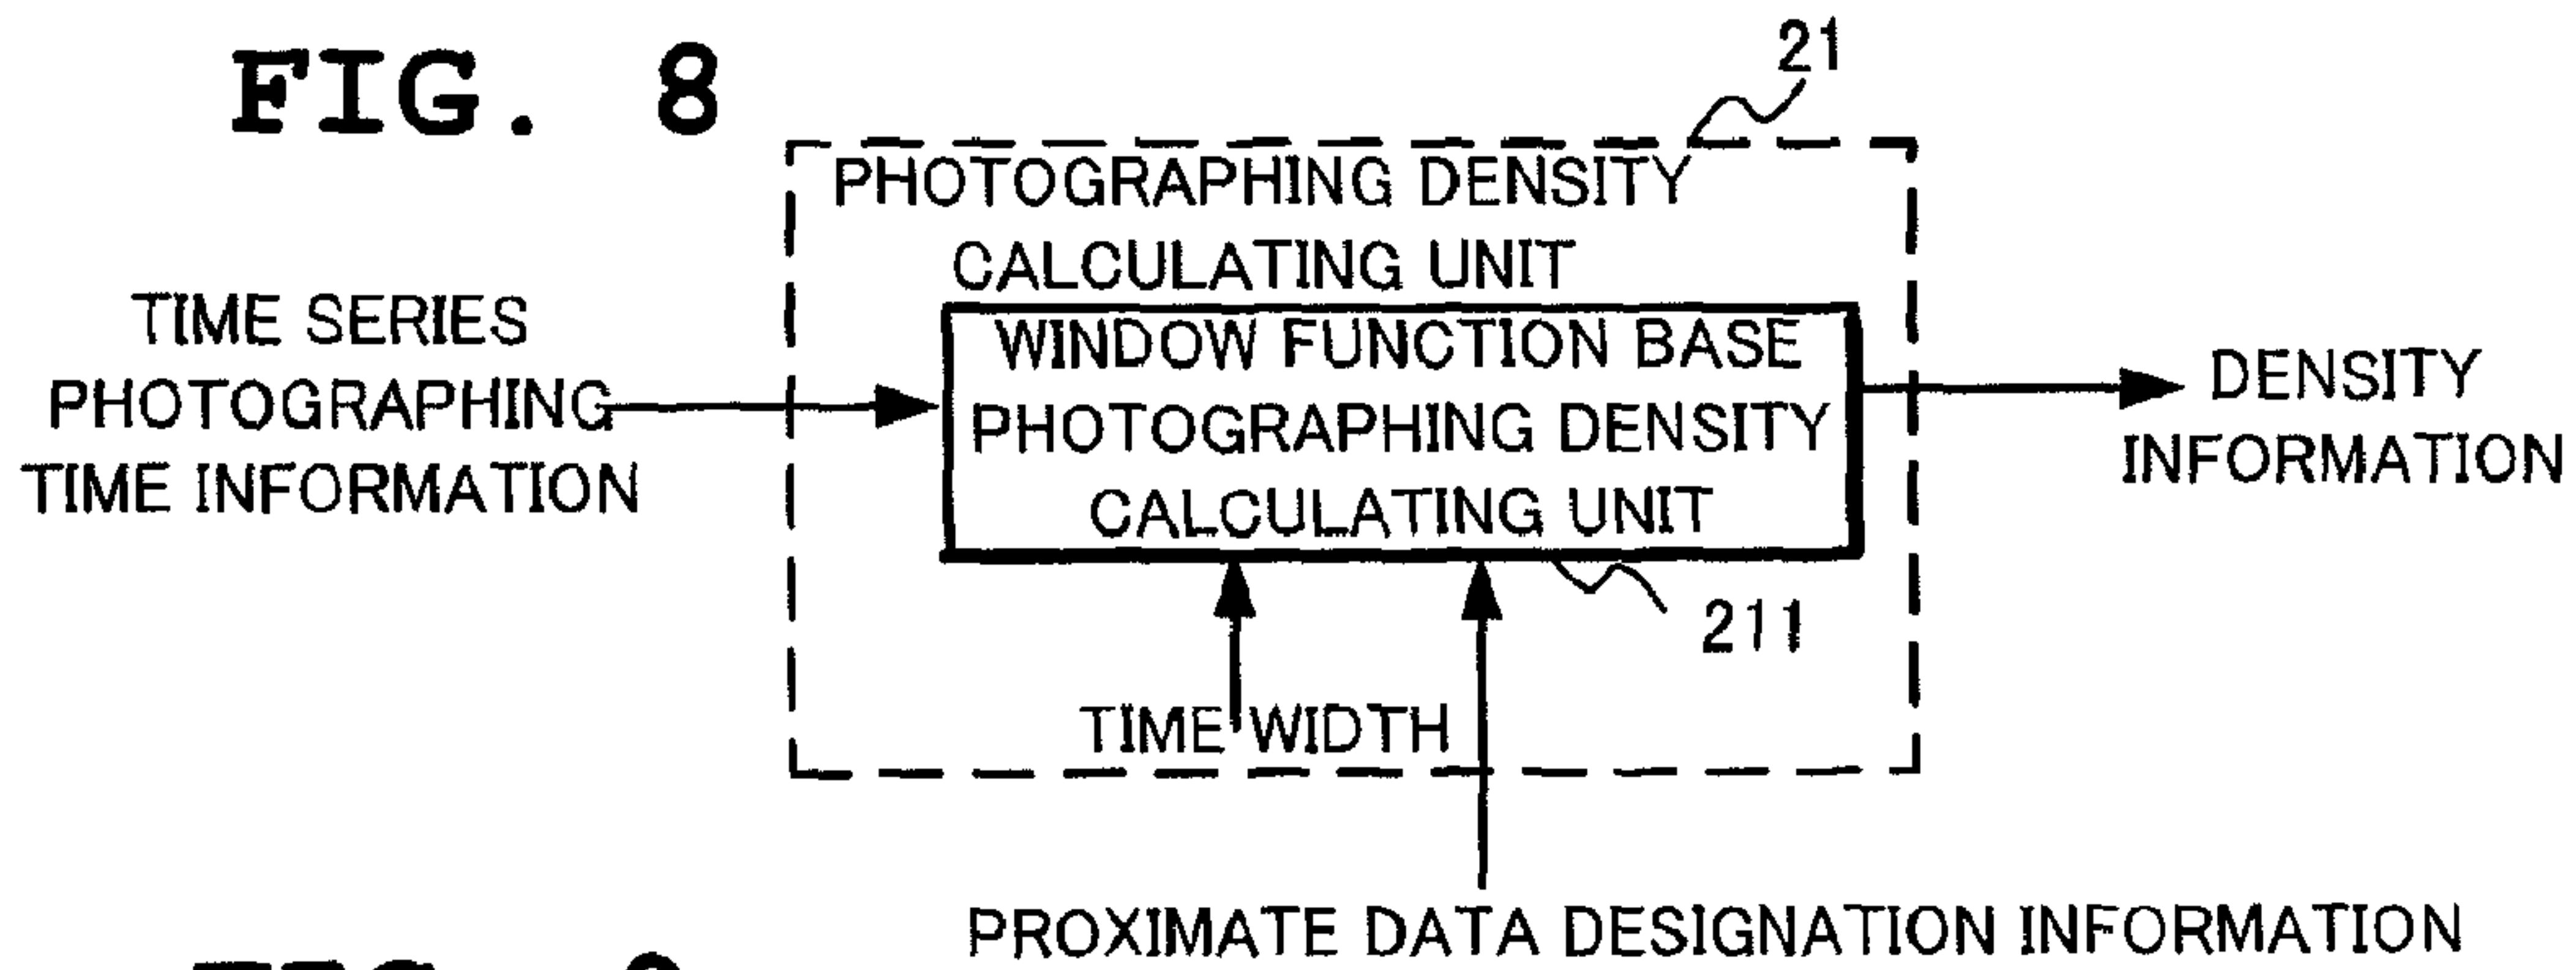 FIG. 8
21
PHOTOGRAPHING DENSITY
CALCULATING UNIT
TIME SERIES
PHOTOGRAPHING
TIME INFORMATION
WINDOW FUNCTION BASE
PHOTOGRAPHING DENSITY
CALCULATING UNIT
DENSITY
INFORMATION
211
TIME WIDTH
PROXIMATE DATA DESIGNATION INFORMATION